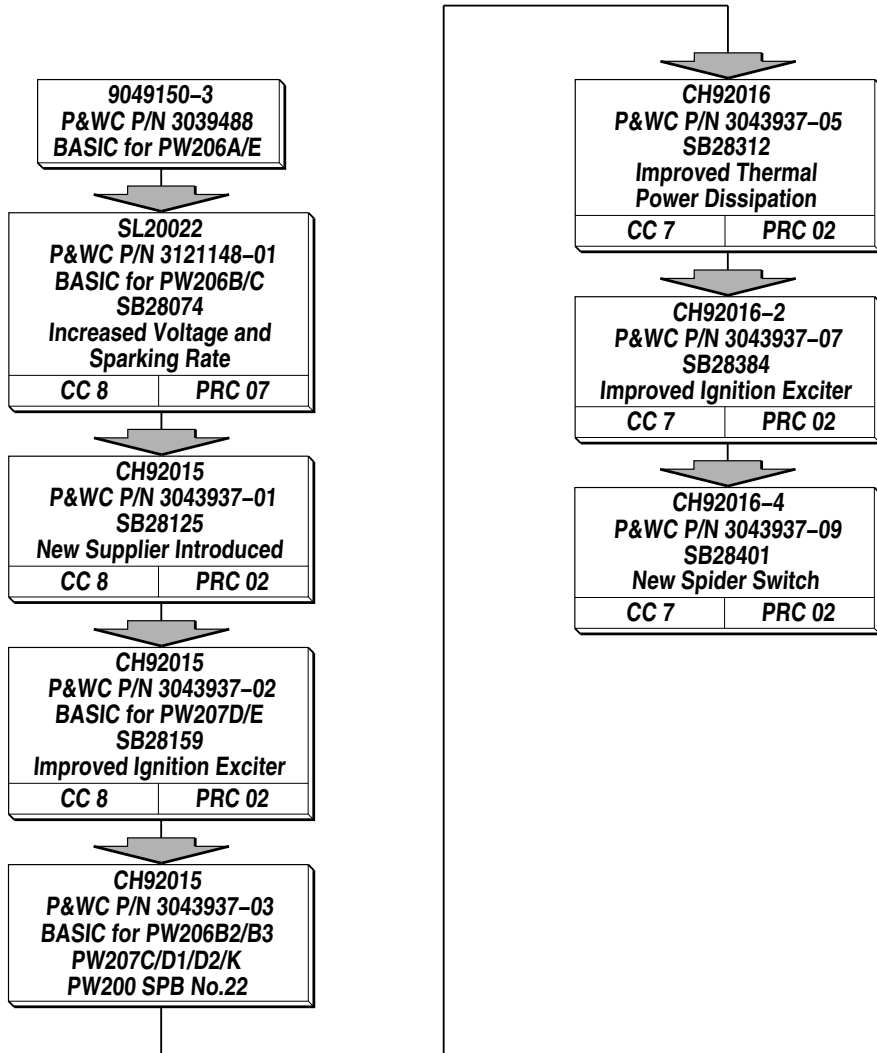 9049150–3
P&WC P/N 3039488
BASIC for PW206A/E
SL20022
P&WC P/N 3121148–01
BASIC for PW206B/C
SB28074
Increased Voltage and
Sparking Rate
CC 8 PRC 07
CH92015
P&WC P/N 3043937–01
SB28125
New Supplier Introduced
CC 8 PRC 02
CH92015
P&WC P/N 3043937–02
BASIC for PW207D/E
SB28159
Improved Ignition Exciter
CC 8 PRC 02
CH92015
P&WC P/N 3043937–03
BASIC for PW206B2/B3
PW207C/D1/D2/K
PW200 SPB No.22
CH92016
P&WC P/N 3043937–05
SB28312
Improved Thermal
Power Dissipation
CC 7 PRC 02
CH92016–2
P&WC P/N 3043937–07
SB28384
Improved Ignition Exciter
CC 7 PRC 02
CH92016–4
P&WC P/N 3043937–09
SB28401
New Spider Switch
CC 7 PRC 02